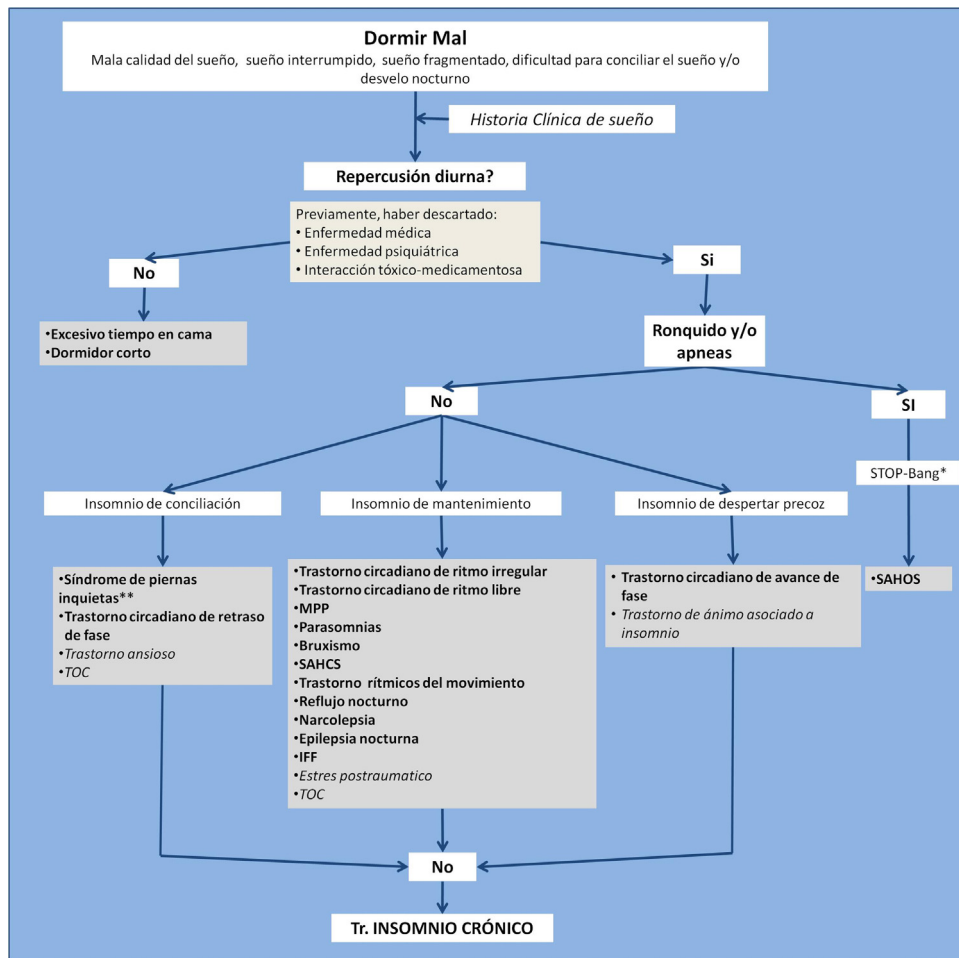 Dormir Mal
Mala calidad del sueño, sueño interrumpido, sueño fragmentado, dificultad para conciliar el sueño y/o
desvelo nocturno
Historia Clínica de sueño
Repercusión diurna?
Previamente, haber descartado:
• Enfermedad médica
• Enfermedad psiquiátrica
• Interacción tóxico-medicamentosa
No
Si
•Excesivo tiempo en cama
•Dormidor corto
Ronquido y/o
apneas
No
SI
STOP-Bang*
Insomnio de conciliación
Insomnio de mantenimiento
Insomnio de despertar precoz
•Síndrome de piernas
inquietas**
•Trastorno circadiano de retraso
de fase
•Trastorno ansioso
•TOC
•Trastorno circadiano de ritmo irregular
•Trastorno circadiano de ritmo libre
•MPP
•Parasomnias
•Bruxismo
•SAHCS
•Trastorno rítmicos del movimiento
•Reflujo nocturno
•Narcolepsia
•Epilepsia nocturna
•IFF
•Estres postraumatico
•TOC
• Trastorno circadiano de avance de
fase
• Trastorno de ánimo asociado a
insomnio
•SAHOS
No
Tr. INSOMNIO CRÓNICO